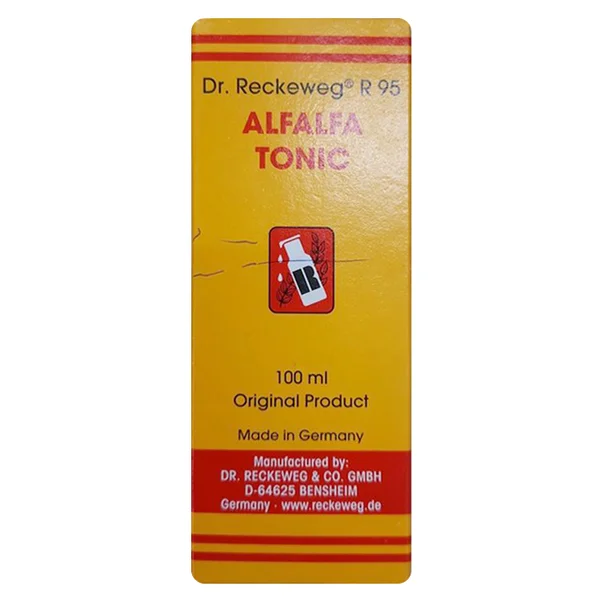 Dr. Reckeweg® R 95
ALFALFA
TONIC
R
100 ml
Original Product
Made in Germany
Manufactured by:
DR. RECKEWEG & CO. GMBH
D-64625 BENSHEIM
Germany · www.reckeweg.de